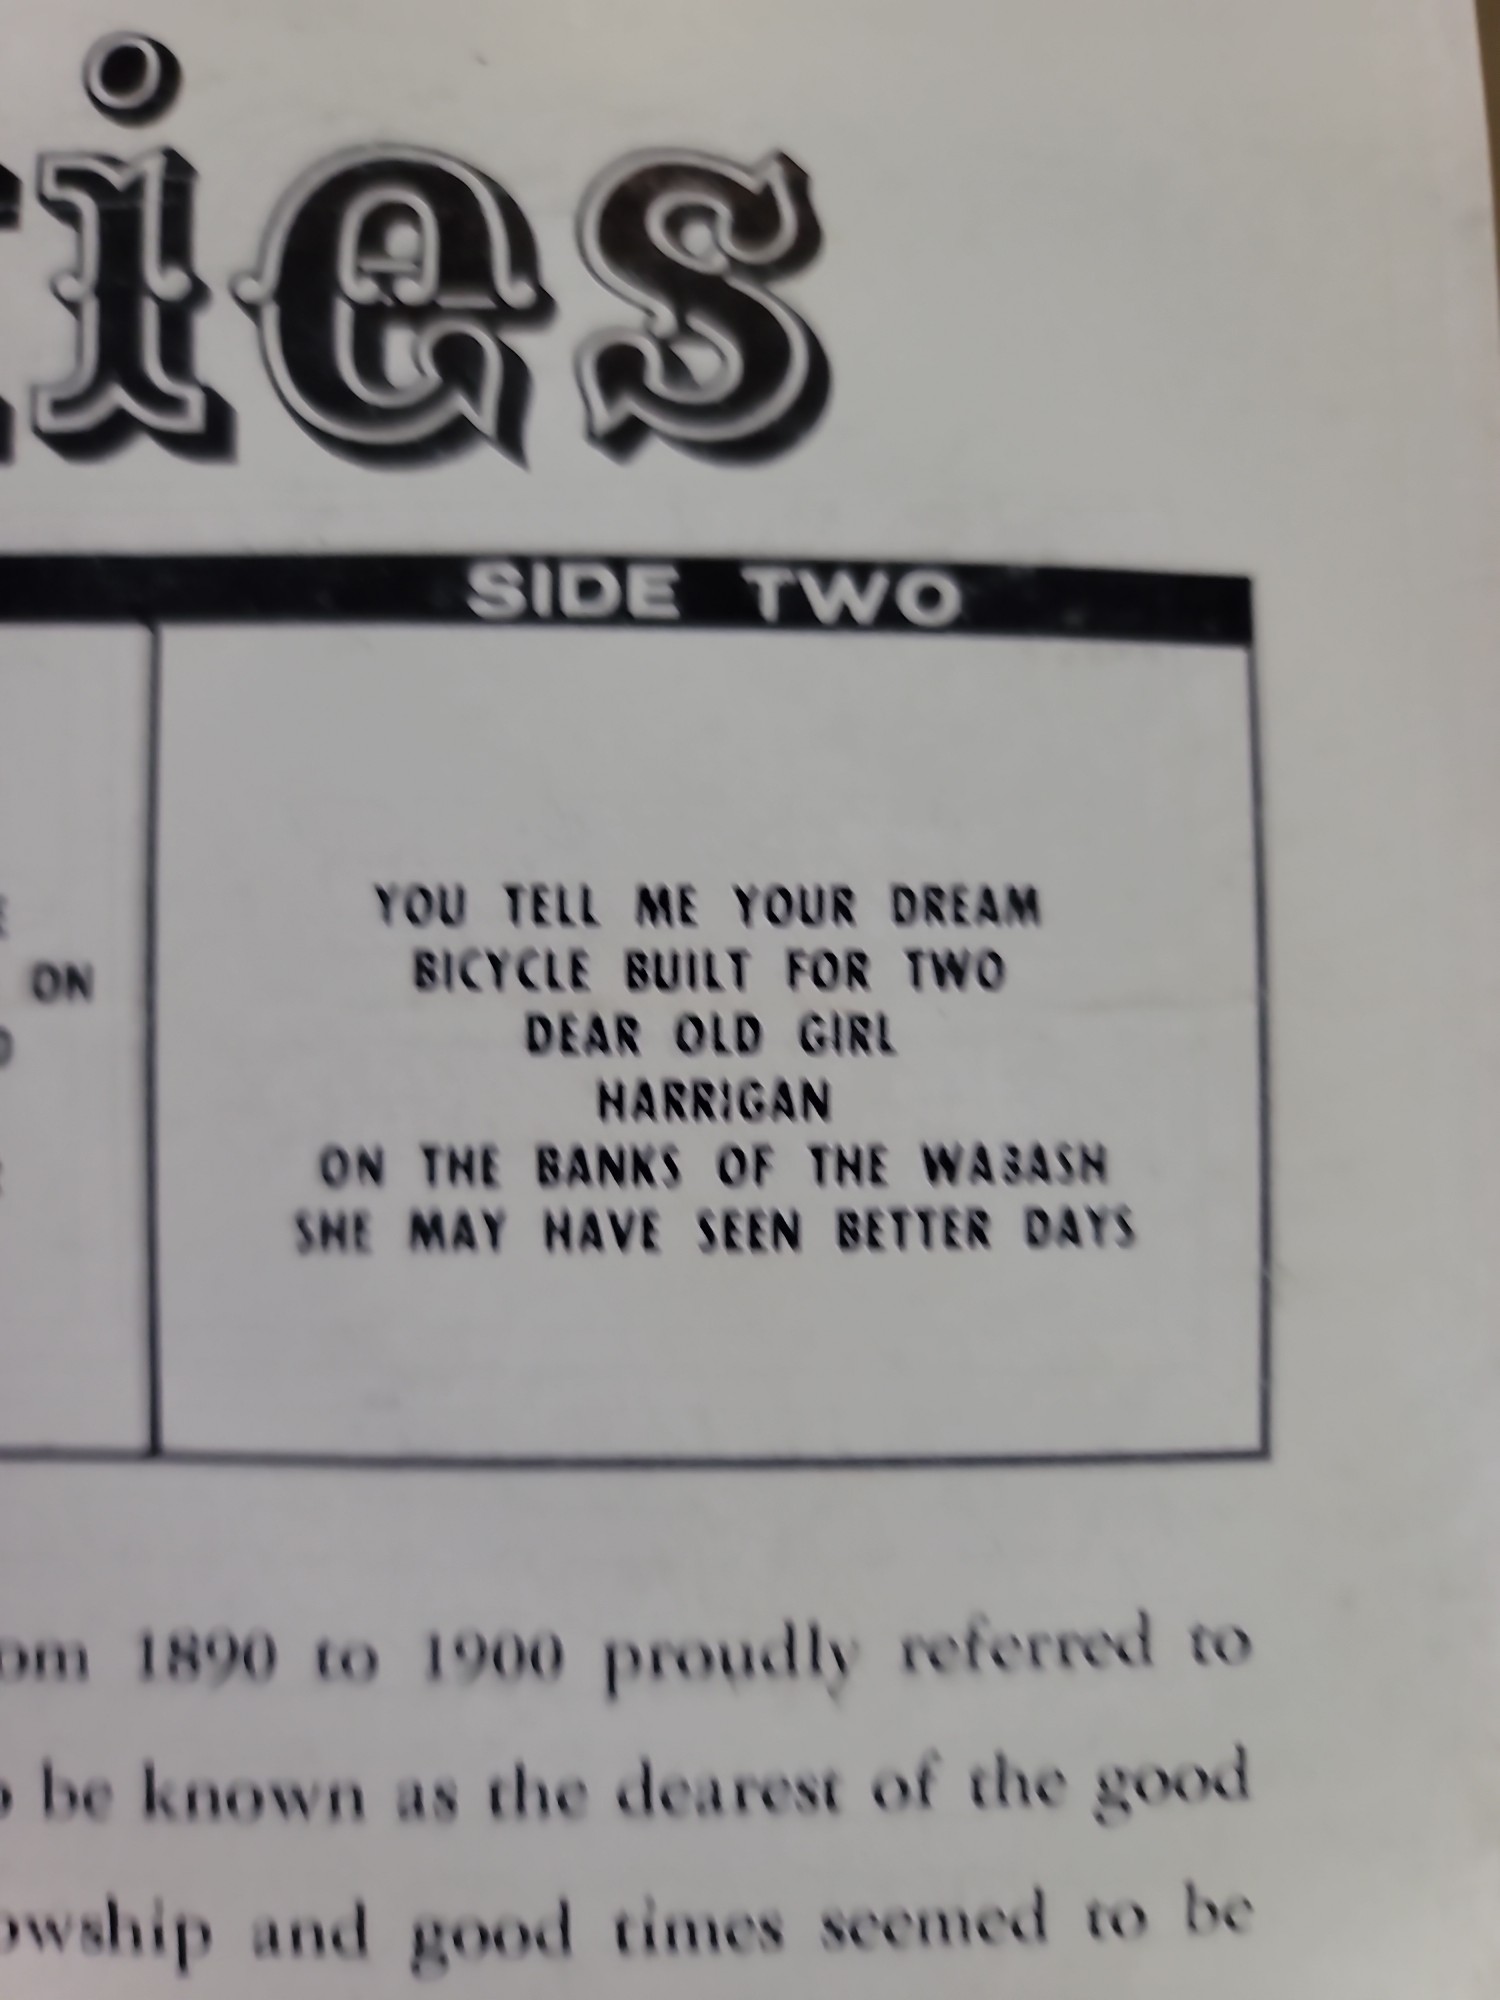 ries
SIDE TWO
YOU TELL ME YOUR DREAM
BICYCLE BUILT FOR TWO
ON
DEAR OLD GIRL
HARRIGAN
ON THE BANKS OF THE WABASH
SHE MAY HAVE SEEN BETTER DAYS
om 1890 to 1900 proudly referred to
be known as the dearest of the good
owship and good times seemed to be